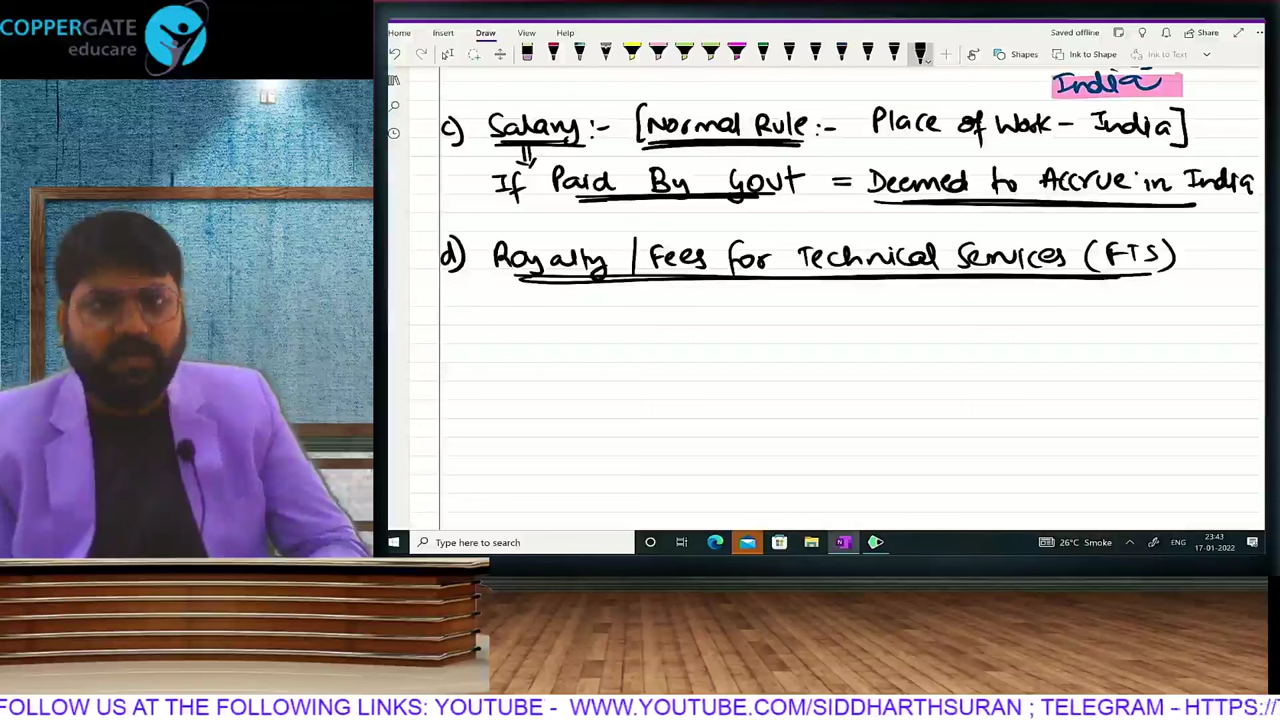 COPPERGATE
educare
Home Insert Draw View Help
Saved offline
Share
Shapes
Ink to Shape
Ink to Text
India
c) Salary :- [Normal Rule :- Place of Work - India]
If Paid By Govt = Deemed to Accrue in India
d) Royalty / Fees for Technical Services (FTS)
Type here to search
26°C Smoke
ENG
23:43
17-01-2022
FOLLOW US AT THE FOLLOWING LINKS: YOUTUBE - WWW.YOUTUBE.COM/SIDDHARTHSURAN ; TELEGRAM - HTTPS://